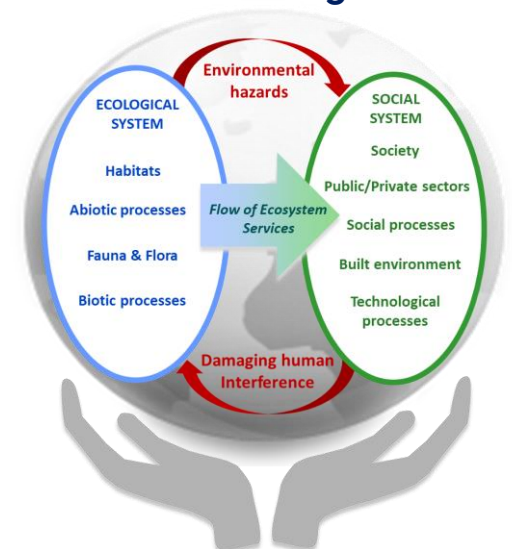 Environmental
hazards
ECOLOGICAL
SYSTEM
Habitats
Abiotic processes
Fauna & Flora
Biotic processes
Flow of Ecosystem
Services
SOCIAL
SYSTEM
Society
Public/Private sectors
Social processes
Built environment
Technological
processes
Damaging human
Interference